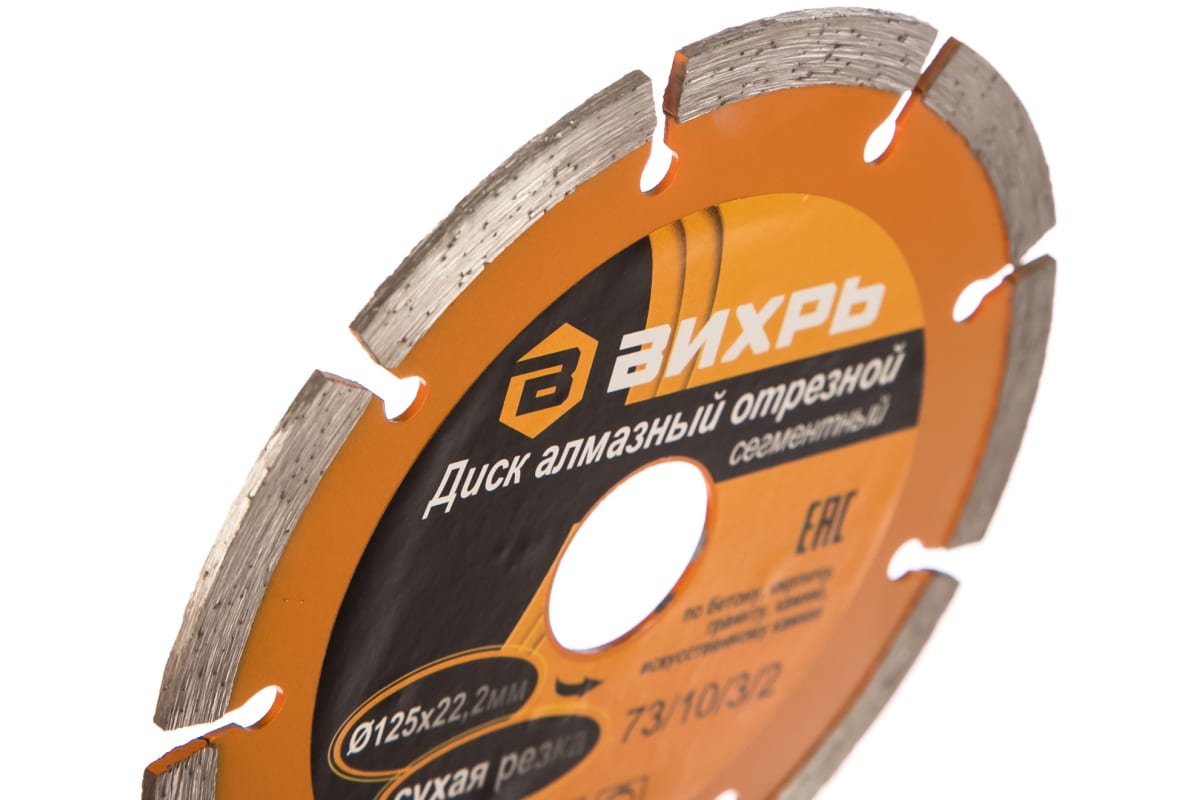 В ВИХРЬ
Диск алмазный отрезной
сегментный
EAC
по бетону, кирпичу,
граниту, камню,
искусственному камню
73/10/3/2
Ø125x22,2мм
сухая резка